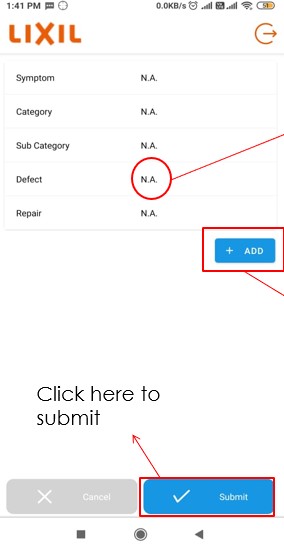 1:41 PM 0.0KB/s
LIXIL
Symptom N.A.
Category N.A.
Sub Category N.A.
Defect N.A.
Repair N.A.
+ ADD
Click here to
submit
Cancel Submit